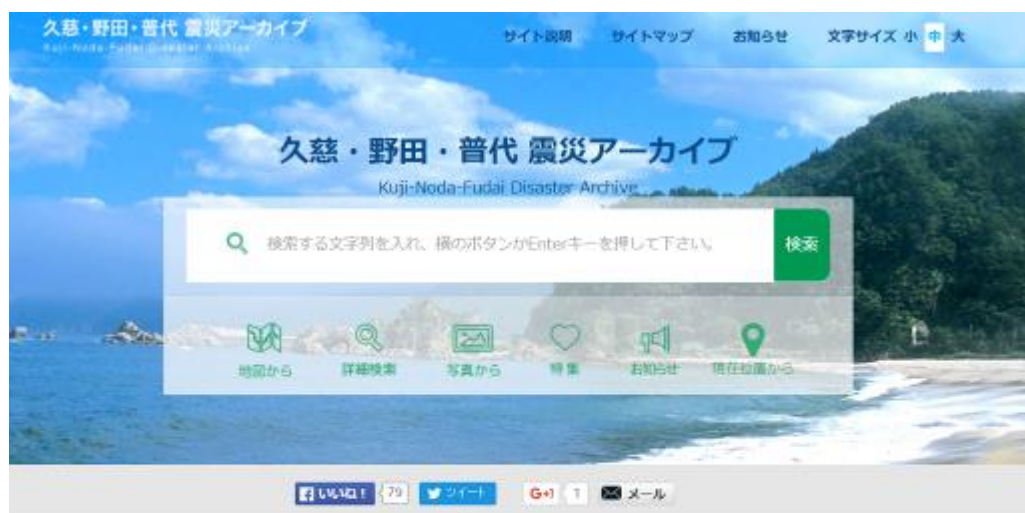 久慈・野田・普代 震災アーカイブ
Kuji-Noda-Fudai Disaster Archive
サイト説明 サイトマップ お知らせ 文字サイズ 小 中 大
久慈・野田・普代 震災アーカイブ
Kuji-Noda-Fudai Disaster Archive
検索する文字列を入れ、横のボタンかEnterキーを押して下さい。 検索
地図から 詳細検索 写真から 特集 お知らせ 現在位置から
いいね! 79 ツイート G+1 1 メール